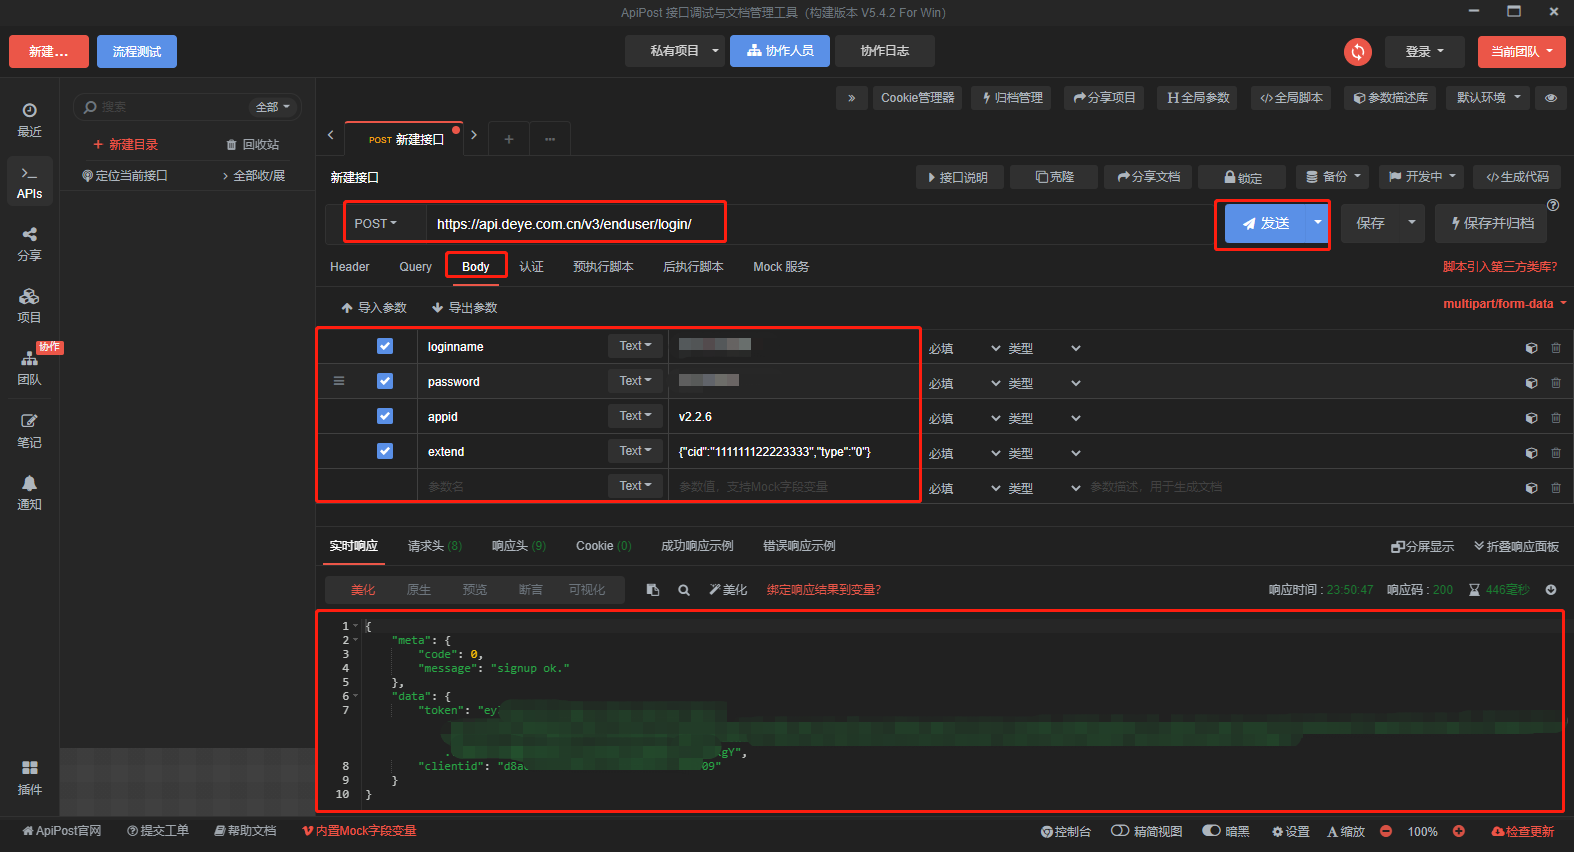 ApiPost 接口调试与文档管理工具（构建版本 V5.4.2 For Win）
新建... 流程测试 私有项目 协作人员 协作日志 登录 当前团队
搜索 全部 » Cookie管理器 归档管理 分享项目 全局参数 全局脚本 参数描述库 默认环境
最近
POST 新建接口 + ...
+ 新建目录 回收站
定位当前接口 全部收/展
APIs
新建接口 接口说明 克隆 分享文档 锁定 备份 开发中 生成代码
POST https://api.deye.com.cn/v3/enduser/login/ 发送 保存 保存并归档
分享
Header Query Body 认证 预执行脚本 后执行脚本 Mock 服务 脚本引入第三方类库?
导入参数 导出参数 multipart/form-data
项目
loginname Text 必填 类型
协作
团队
password Text 必填 类型
appid Text v2.2.6 必填 类型
笔记
extend Text {"cid":"111111122223333","type":"0"} 必填 类型
参数名 Text 参数值，支持Mock字段变量 必填 类型 参数描述，用于生成文档
通知
实时响应 请求头 (8) 响应头 (9) Cookie (0) 成功响应示例 错误响应示例 分屏显示 折叠响应面板
美化 原生 预览 断言 可视化 美化 绑定响应结果到变量? 响应时间 : 23:50:47 响应码 : 200 446毫秒
1 {
2 "meta": {
3 "code": 0,
4 "message": "signup ok."
5 },
6 "data": {
7 "token": "ey
gY",
8 "clientid": "d8a 09"
9 }
10 }
插件
ApiPost官网 提交工单 帮助文档 内置Mock字段变量 控制台 精简视图 暗黑 设置 缩放 100% 检查更新